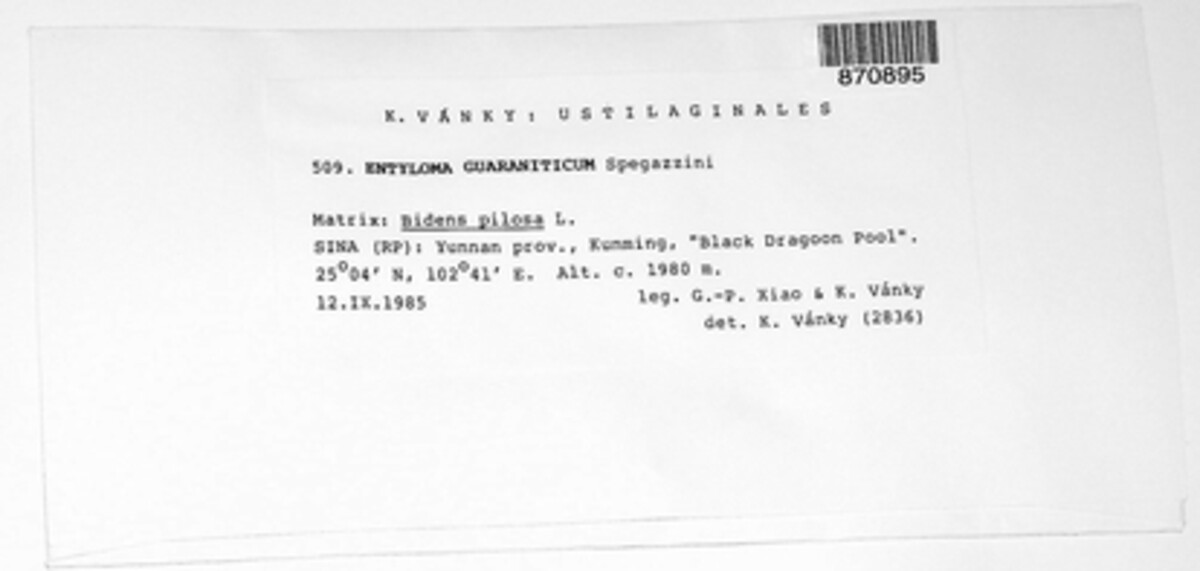 870895
K. VÁNKY: USTILAGINALES
509. ENTYLOMA GUARANITICUM Spegazzini
Matrix: Bidens pilosa L.
SINA (RP): Yunnan prov., Kunming, "Black Dragoon Pool".
25°04' N, 102°41' E. Alt. c. 1980 m.
12.IX.1985 leg. G.-P. Xiao & K. Vánky
det. K. Vánky (2836)